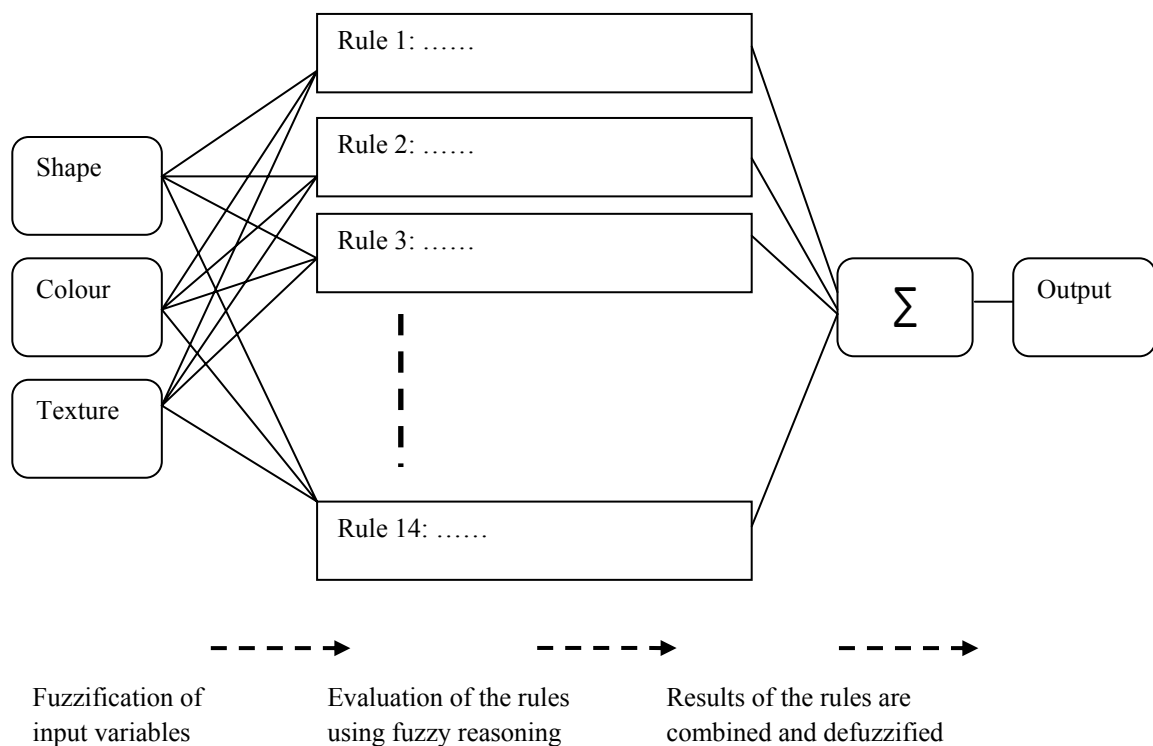 Rule 1: ……
Rule 2: ……
Shape
Rule 3: ……
Colour
∑
Output
Texture
Rule 14: ……
Fuzzification of
input variables
Evaluation of the rules
using fuzzy reasoning
Results of the rules are
combined and defuzzified